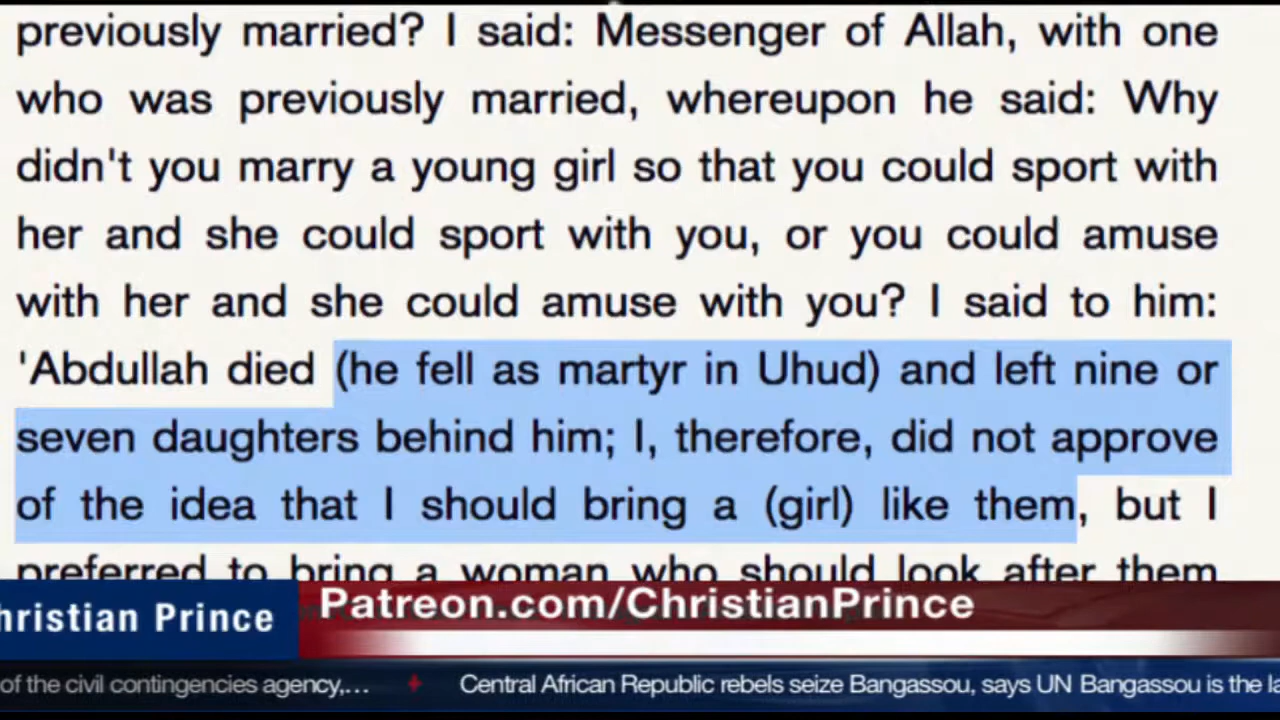 previously married? I said: Messenger of Allah, with one
who was previously married, whereupon he said: Why
didn't you marry a young girl so that you could sport with
her and she could sport with you, or you could amuse
with her and she could amuse with you? I said to him:
'Abdullah died (he fell as martyr in Uhud) and left nine or
seven daughters behind him; I, therefore, did not approve
of the idea that I should bring a (girl) like them, but I
preferred to bring a woman who should look after them
hristian Prince
Patreon.com/ChristianPrince
of the civil contingencies agency,... Central African Republic rebels seize Bangassou, says UN Bangassou is the la